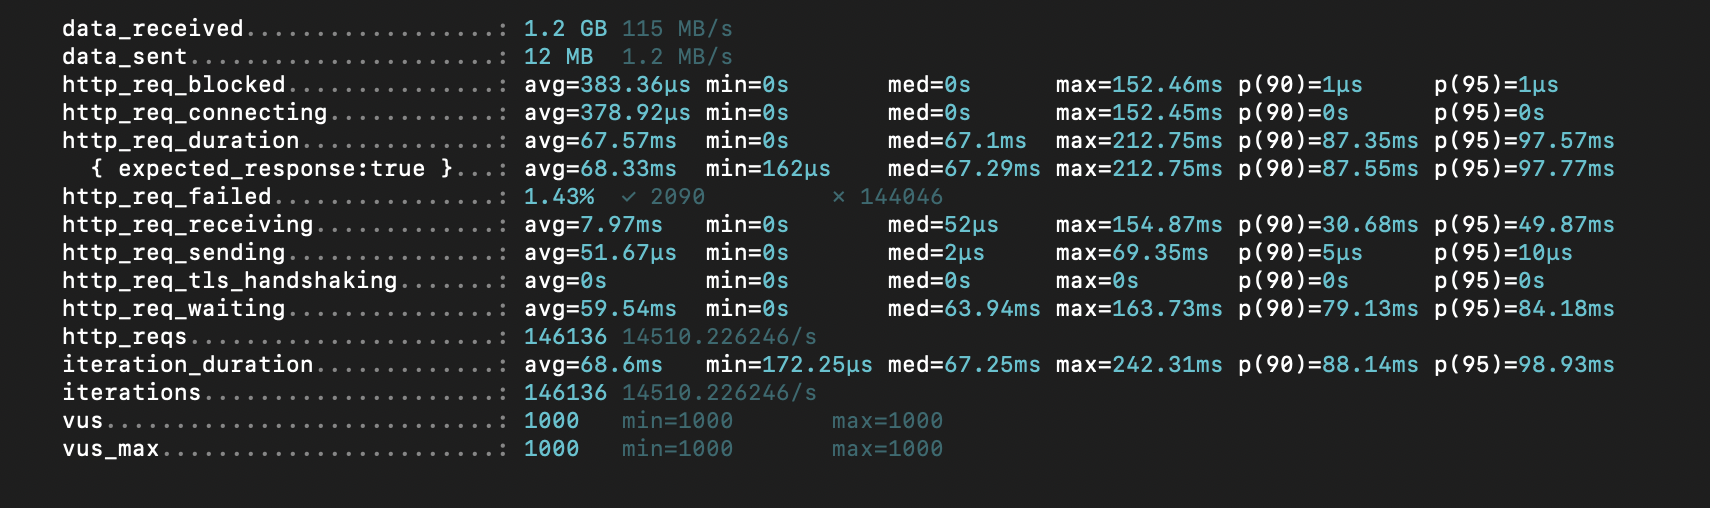 data_received..................: 1.2 GB 115 MB/s
data_sent......................: 12 MB  1.2 MB/s
http_req_blocked...............: avg=383.36µs min=0s       med=0s      max=152.46ms p(90)=1µs     p(95)=1µs
http_req_connecting............: avg=378.92µs min=0s       med=0s      max=152.45ms p(90)=0s      p(95)=0s
http_req_duration..............: avg=67.57ms  min=0s       med=67.1ms  max=212.75ms p(90)=87.35ms p(95)=97.57ms
  { expected_response:true }...: avg=68.33ms  min=162µs    med=67.29ms max=212.75ms p(90)=87.55ms p(95)=97.77ms
http_req_failed................: 1.43%  ✓ 2090         ✗ 144046
http_req_receiving.............: avg=7.97ms   min=0s       med=52µs    max=154.87ms p(90)=30.68ms p(95)=49.87ms
http_req_sending...............: avg=51.67µs  min=0s       med=2µs     max=69.35ms  p(90)=5µs     p(95)=10µs
http_req_tls_handshaking.......: avg=0s       min=0s       med=0s      max=0s       p(90)=0s      p(95)=0s
http_req_waiting...............: avg=59.54ms  min=0s       med=63.94ms max=163.73ms p(90)=79.13ms p(95)=84.18ms
http_reqs......................: 146136 14510.226246/s
iteration_duration.............: avg=68.6ms   min=172.25µs med=67.25ms max=242.31ms p(90)=88.14ms p(95)=98.93ms
iterations.....................: 146136 14510.226246/s
vus............................: 1000   min=1000       max=1000
vus_max........................: 1000   min=1000       max=1000